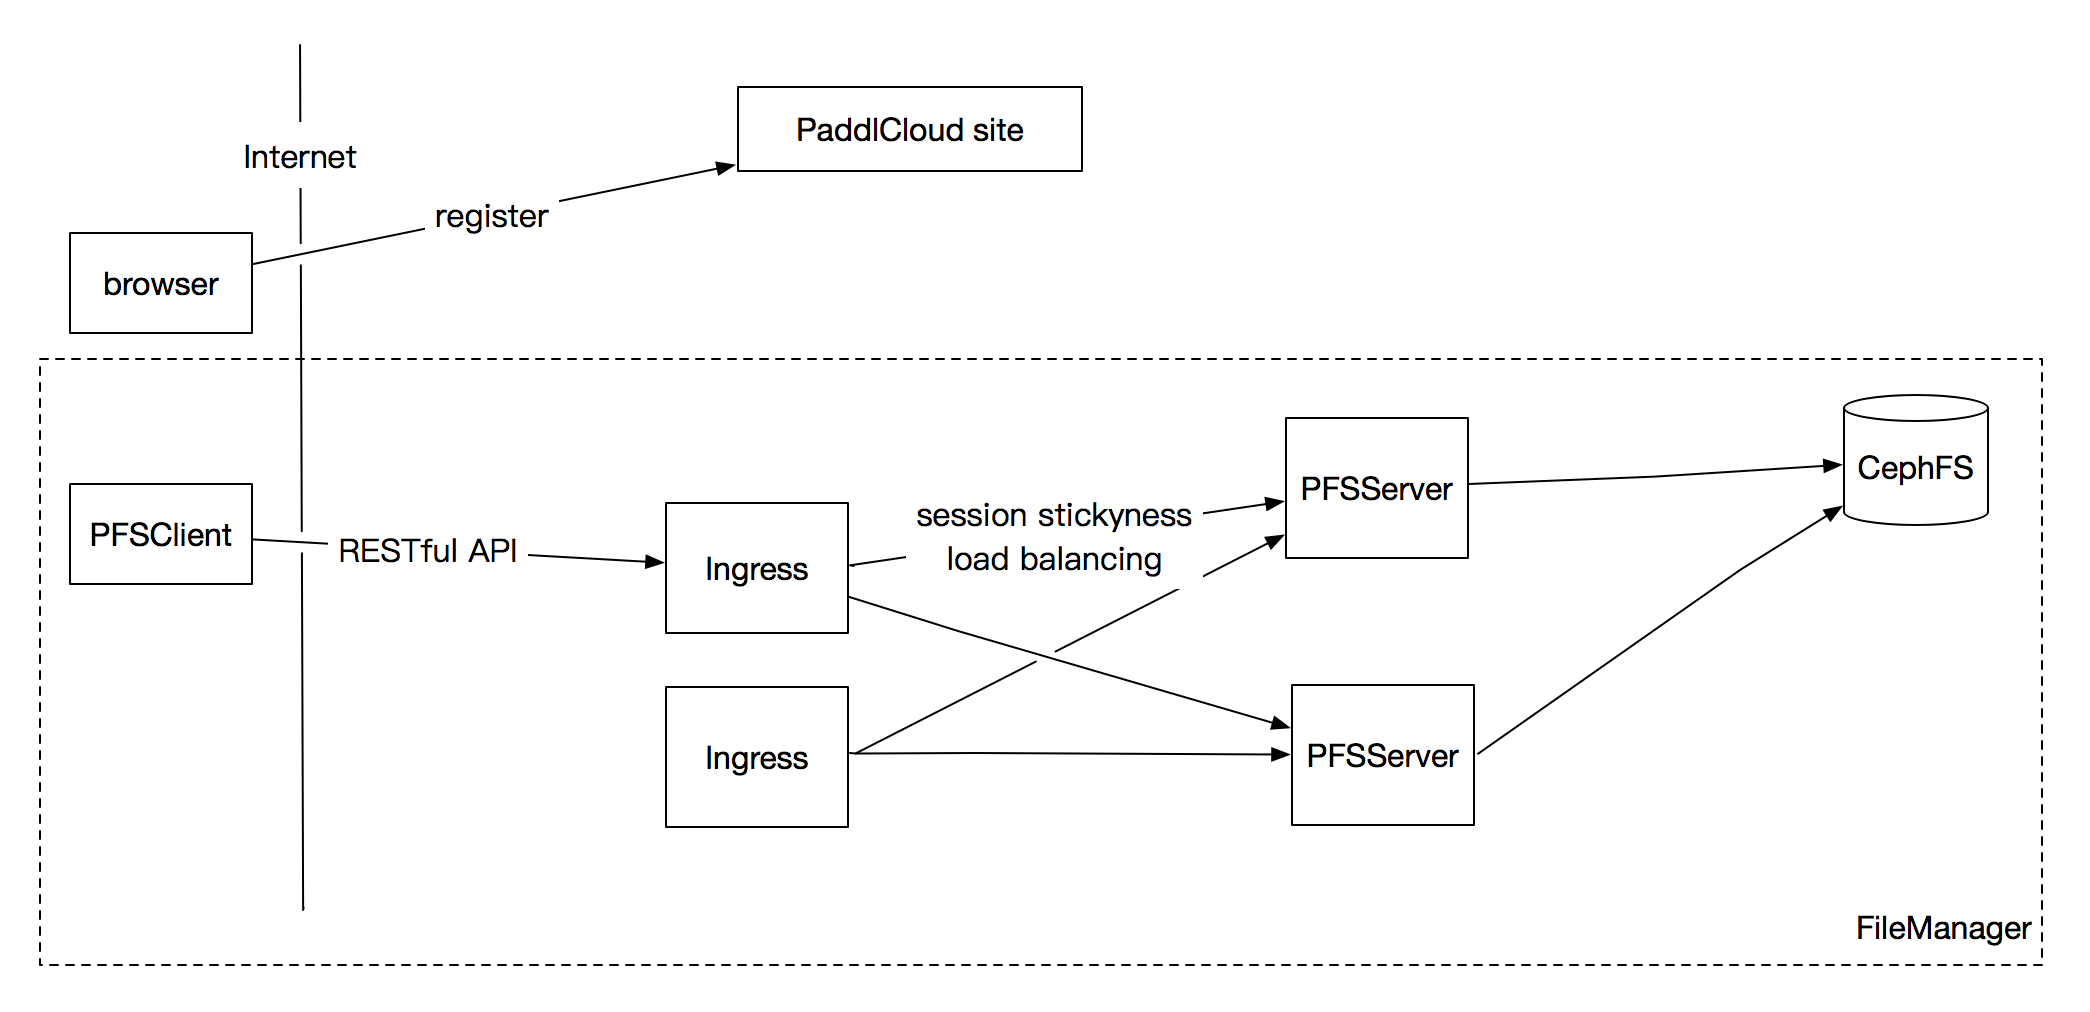 PaddlCloud site
Internet
register
browser
PFSClient
RESTful API
Ingress
session stickyness
load balancing
PFSServer
CephFS
Ingress
PFSServer
FileManager